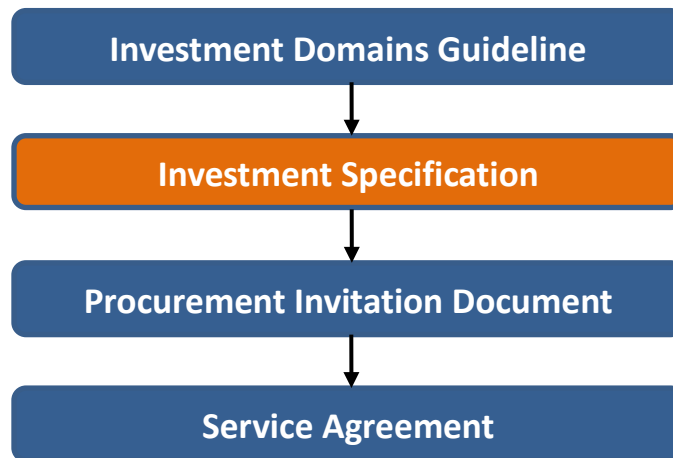 Investment Domains Guideline
Investment Specification
Procurement Invitation Document
Service Agreement